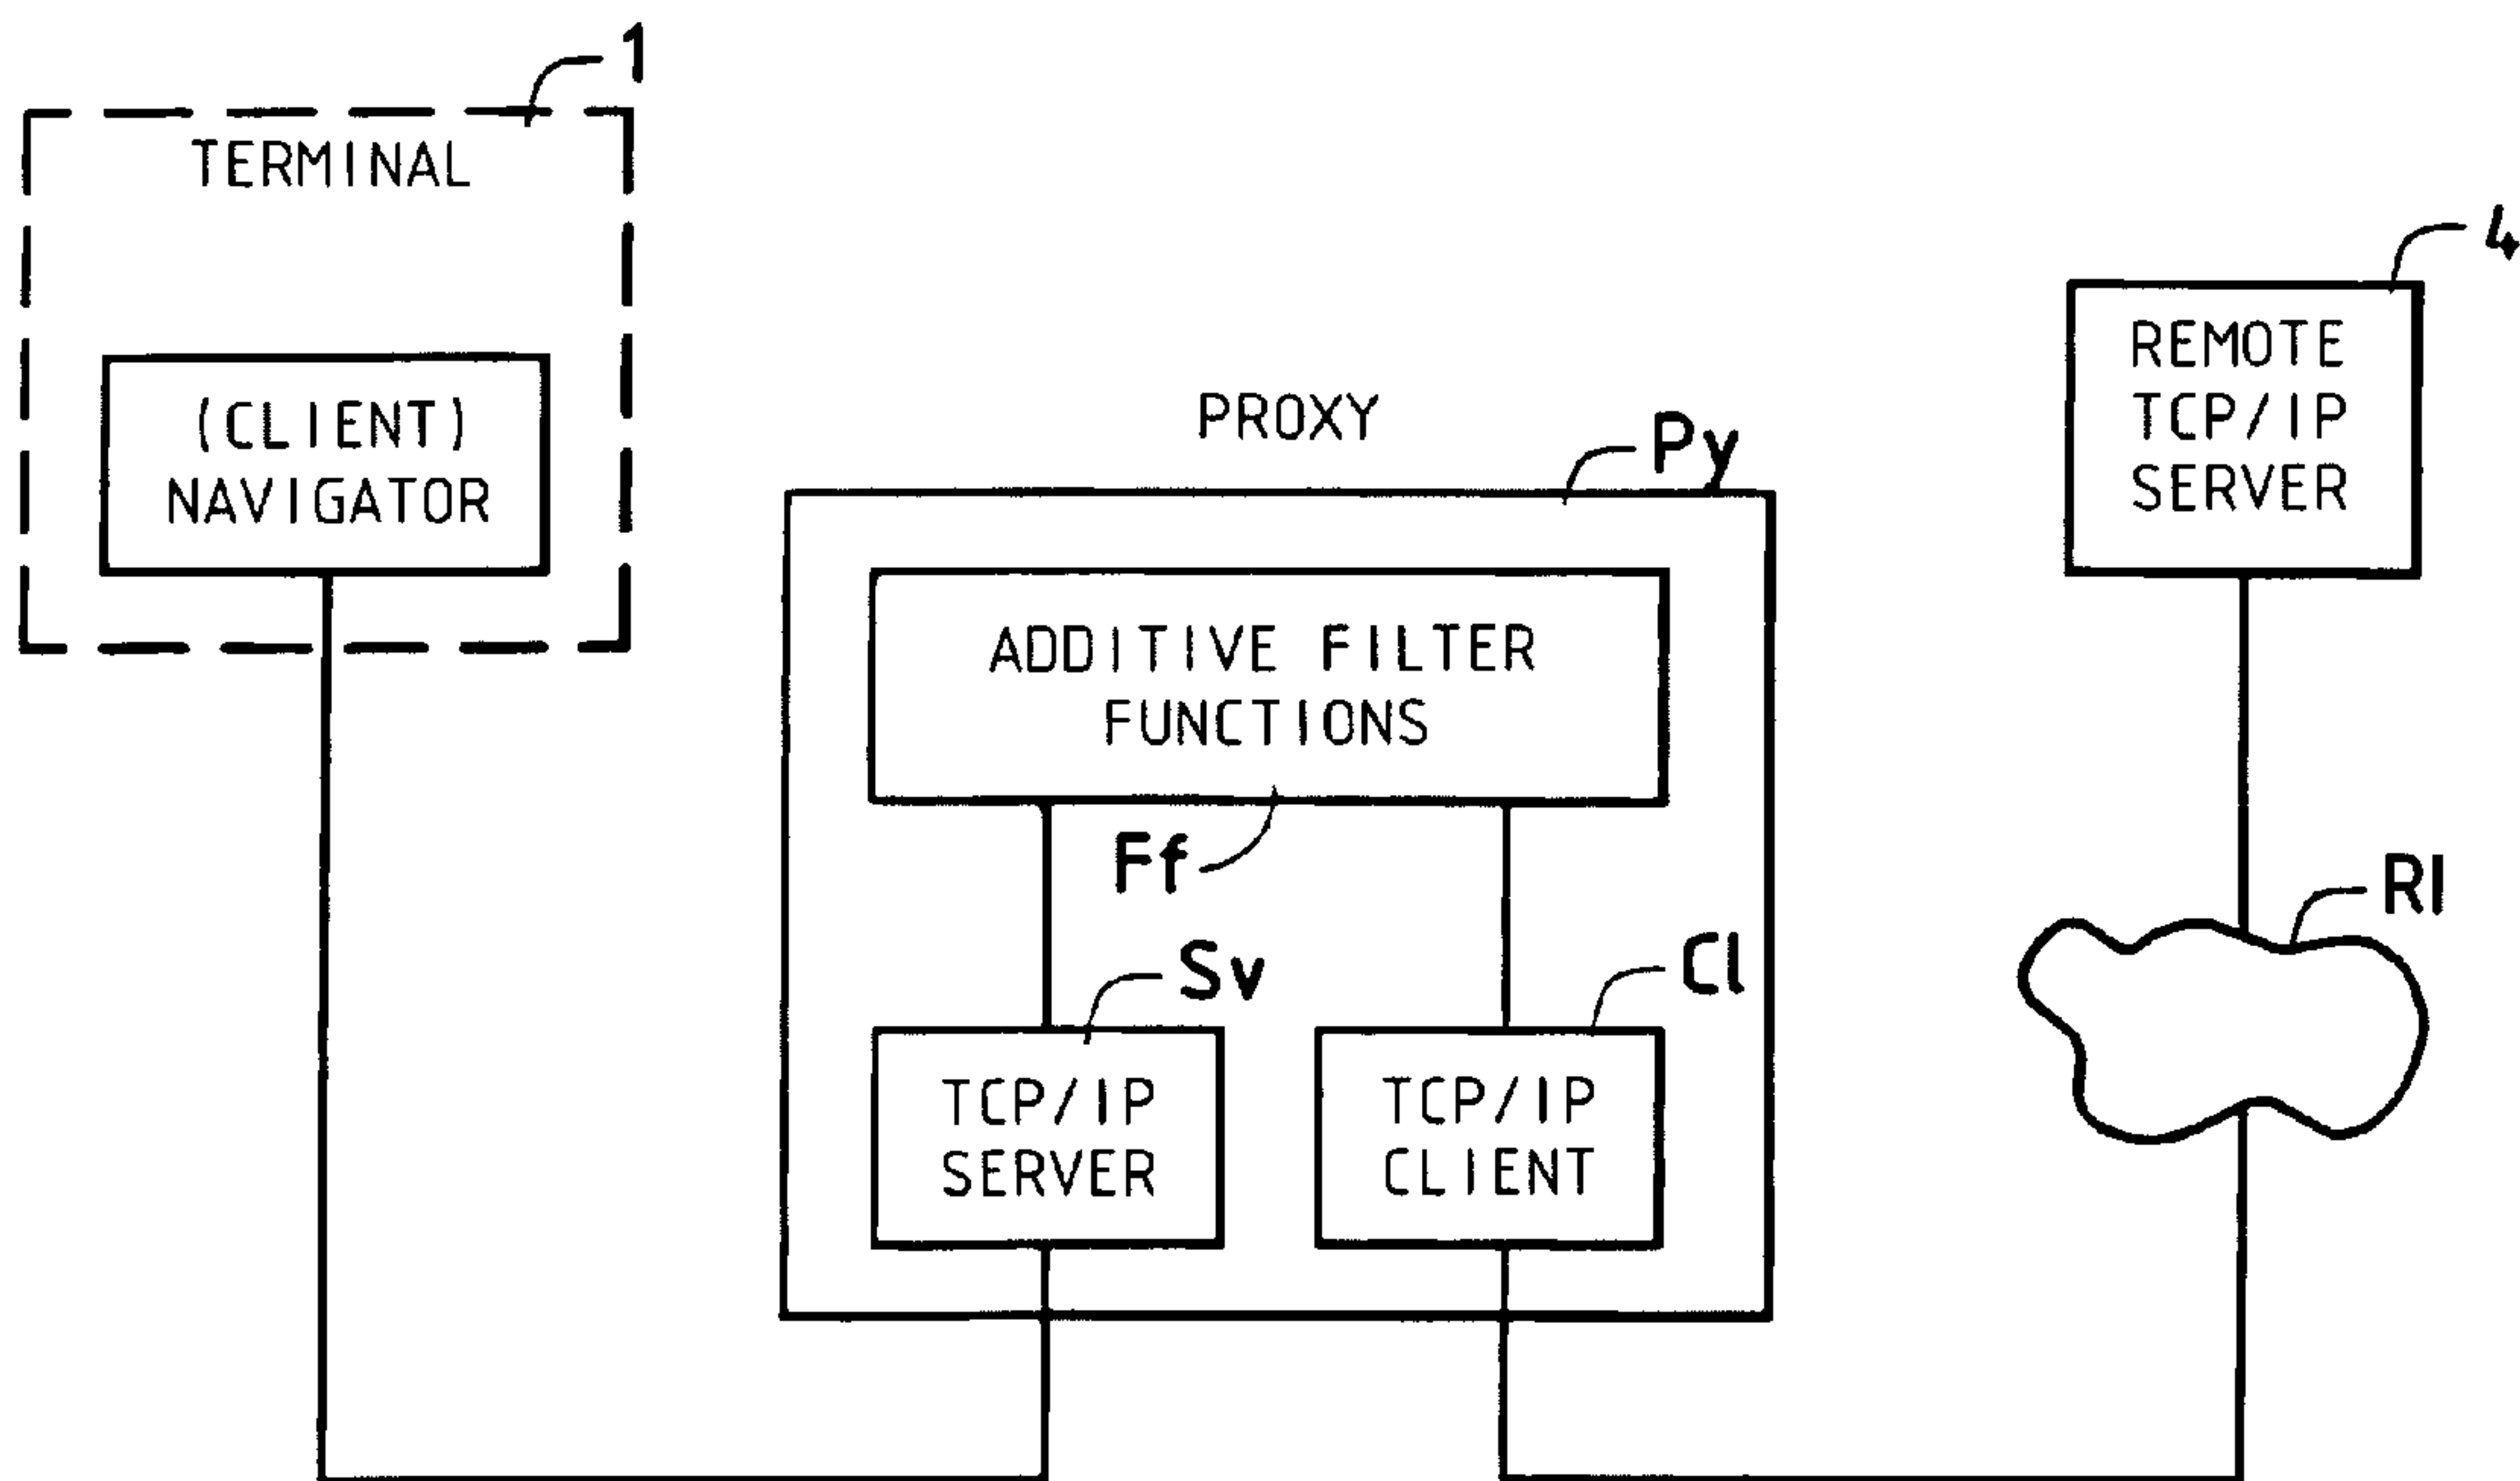 1
TERMINAL
(CLIENT)
NAVIGATOR
PROXY
Py
ADDITIVE FILTER
FUNCTIONS
Ff
Sv
Cl
TCP/IP
SERVER
TCP/IP
CLIENT
4
REMOTE
TCP/IP
SERVER
RI